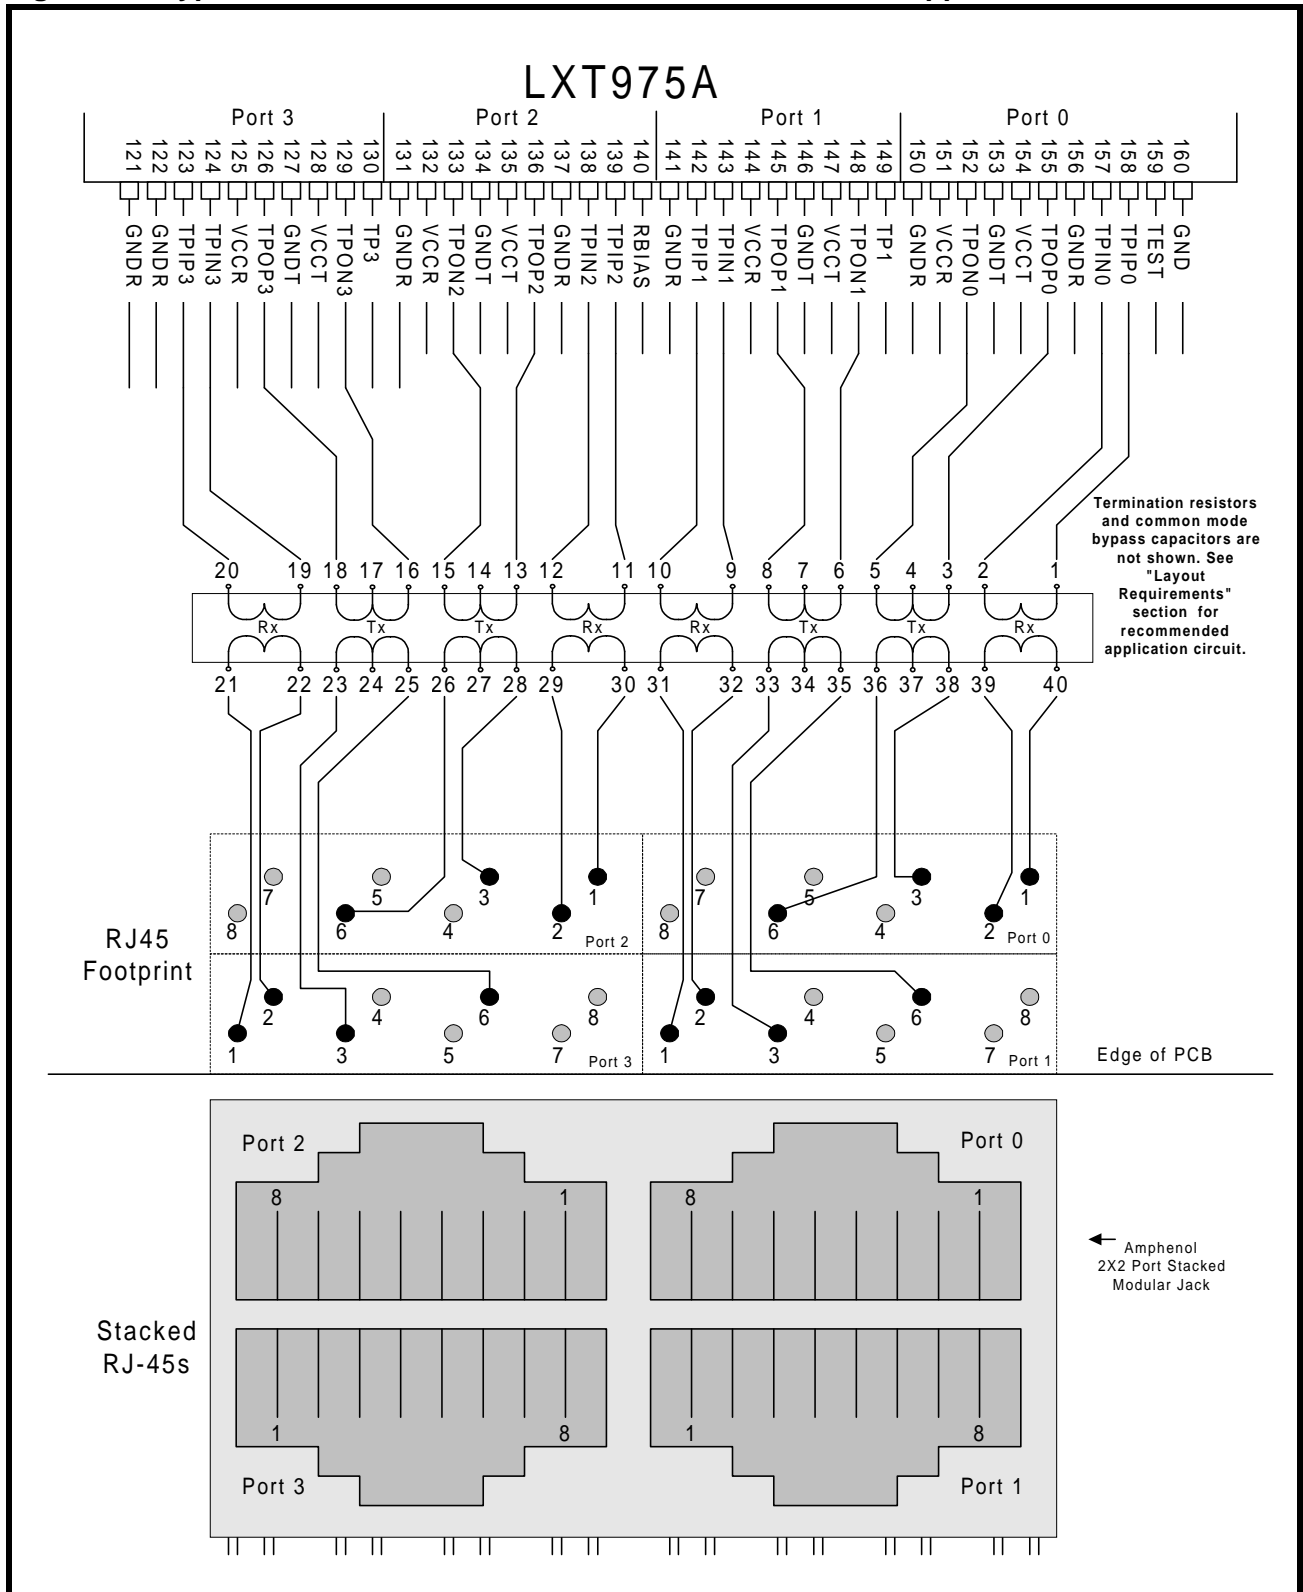 LXT975A
Port 3 Port 2 Port 1 Port 0
121 122 123 124 125 126 127 128 129 130 131 132 133 134 135 136 137 138 139 140 141 142 143 144 145 146 147 148 149 150 151 152 153 154 155 156 157 158 159 160
GNDR GNDR TPIP3 TPIN3 VCCR TPOP3 GNDT VCCT TPON3 TP3 GNDR VCCR TPON2 GNDT VCCT TPOP2 GNDR TPIN2 TPIP2 RBIAS GNDR TPIP1 TPIN1 VCCR TPOP1 GNDT VCCT TPON1 TP1 GNDR VCCR TPON0 GNDT VCCT TPOP0 GNDR TPIN0 TPIP0 TEST GND
Termination resistors
and common mode
bypass capacitors are
not shown. See
"Layout
Requirements"
section for
recommended
application circuit.
20 19 18 17 16 15 14 13 12 11 10 9 8 7 6 5 4 3 2 1
Rx Tx Tx Rx Rx Tx Tx Rx
21 22 23 24 25 26 27 28 29 30 31 32 33 34 35 36 37 38 39 40
RJ45
Footprint
7 5 3 1 7 5 3 1
8 6 4 2 Port 2 8 6 4 2 Port 0
2 4 6 8 2 4 6 8
1 3 5 7 Port 3 1 3 5 7 Port 1
Edge of PCB
Port 2 Port 0
8 1 8 1
Amphenol
2X2 Port Stacked
Modular Jack
Stacked
RJ-45s
1 8 1 8
Port 3 Port 1